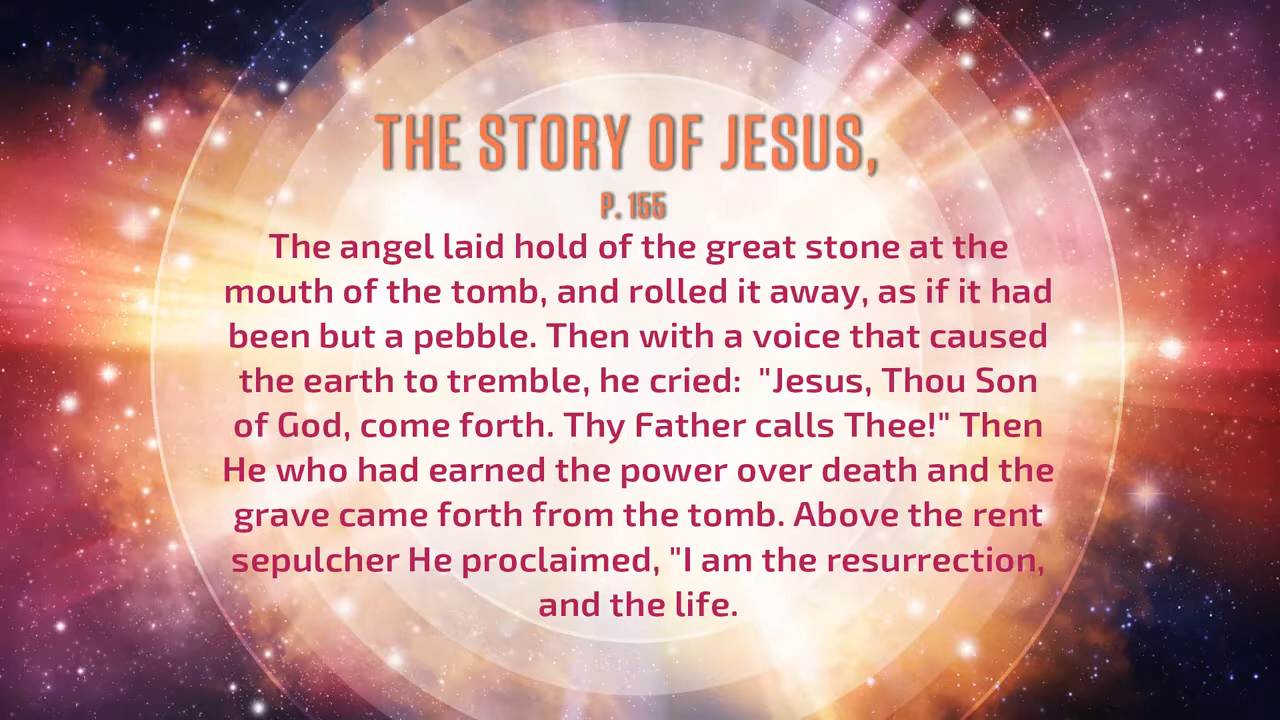 THE STORY OF JESUS,
P. 155
The angel laid hold of the great stone at the
mouth of the tomb, and rolled it away, as if it had
been but a pebble. Then with a voice that caused
the earth to tremble, he cried:  "Jesus, Thou Son
of God, come forth. Thy Father calls Thee!" Then
He who had earned the power over death and the
grave came forth from the tomb. Above the rent
sepulcher He proclaimed, "I am the resurrection,
and the life.